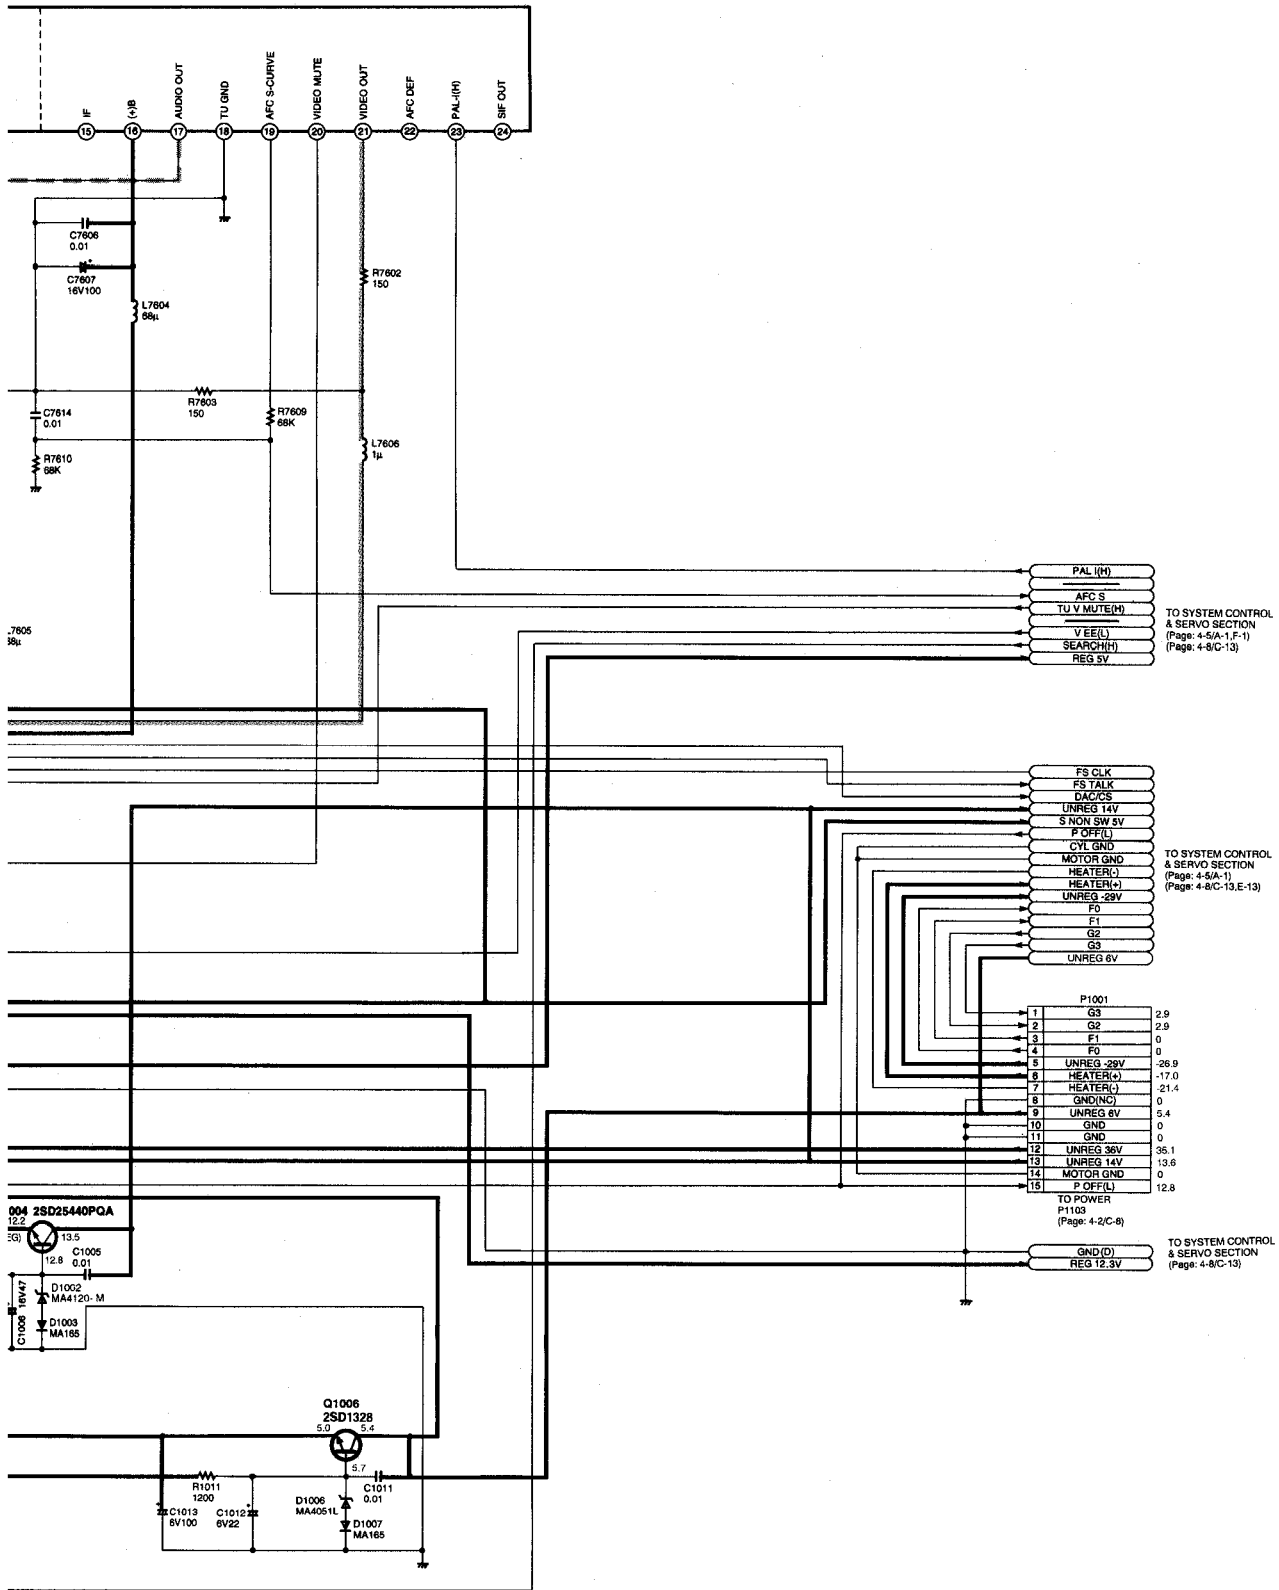 IF
(+)B
AUDIO OUT
TU GND
AFC S-CURVE
VIDEO MUTE
VIDEO OUT
AFC DEF
PAL-I(H)
SIF OUT
15
16
17
18
19
20
21
22
23
24
C7606
0.01
C7607
16V100
L7604
68µ
R7602
150
R7603
150
C7614
0.01
R7609
68K
R7610
68K
L7606
1µ
PAL I(H)
AFC S
TU V MUTE(H)
V EE(L)
SEARCH(H)
REG 5V
TO SYSTEM CONTROL
& SERVO SECTION
(Page: 4-5/A-1,F-1)
(Page: 4-8/C-13)
.7605
38µ
FS CLK
FS TALK
DAC/CS
UNREG 14V
S NON SW 5V
P OFF(L)
CYL GND
MOTOR GND
HEATER(-)
HEATER(+)
UNREG -29V
F0
F1
G2
G3
UNREG 6V
TO SYSTEM CONTROL
& SERVO SECTION
(Page: 4-5/A-1)
(Page: 4-8/C-13,E-13)
P1001
1 G3 2.9
2 G2 2.9
3 F1 0
4 F0 0
5 UNREG -29V -26.9
6 HEATER(+) -17.0
7 HEATER(-) -21.4
8 GND(NC) 0
9 UNREG 6V 5.4
10 GND 0
11 GND 0
12 UNREG 36V 35.1
13 UNREG 14V 13.6
14 MOTOR GND 0
15 P OFF(L) 12.8
TO POWER
P1103
(Page: 4-2/C-8)
GND(D)
REG 12.3V
TO SYSTEM CONTROL
& SERVO SECTION
(Page: 4-8/C-13)
004 2SD25440PQA
12.2
EG)
13.5
12.8
C1005
0.01
C1006 16V47
D1002
MA4120-M
D1003
MA165
Q1006
2SD1328
5.0
5.4
5.7
R1011
1200
C1011
0.01
C1013
6V100
C1012
6V22
D1006
MA4051L
D1007
MA165